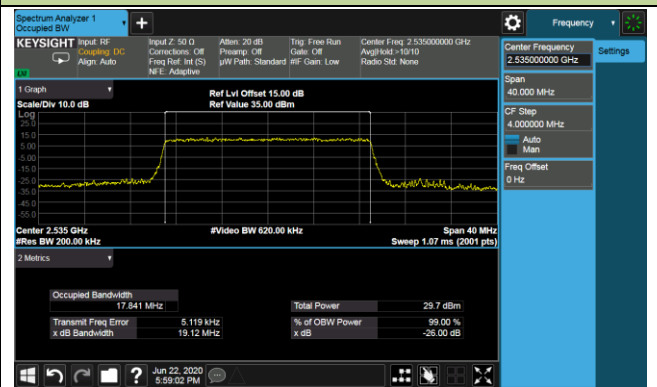 Spectrum Analyzer 1
Occupied BW
Frequency
KEYSIGHT Input: RF Input Z: 50 Ω Atten: 20 dB Trig: Free Run Center Freq: 2.535000000 GHz
Coupling: DC Corrections: Off Preamp: Off Gate: Off Avg|Hold:>10/10
Align: Auto Freq Ref: Int (S) µW Path: Standard #IF Gain: Low Radio Std: None
NFE: Adaptive
LXI
1 Graph
Ref Lvl Offset 15.00 dB
Scale/Div 10.0 dB Ref Value 35.00 dBm
Log
25.0
15.0
5.00
-5.00
-15.0
-25.0
-35.0
-45.0
-55.0
Center 2.535 GHz #Video BW 620.00 kHz Span 40 MHz
#Res BW 200.00 kHz Sweep 1.07 ms (2001 pts)
2 Metrics
Occupied Bandwidth
17.841 MHz Total Power 29.7 dBm
Transmit Freq Error 5.119 kHz % of OBW Power 99.00 %
x dB Bandwidth 19.12 MHz x dB -26.00 dB
Jun 22, 2020
5:59:02 PM
Center Frequency
2.535000000 GHz
Settings
Span
40.000 MHz
CF Step
4.000000 MHz
Auto
Man
Freq Offset
0 Hz